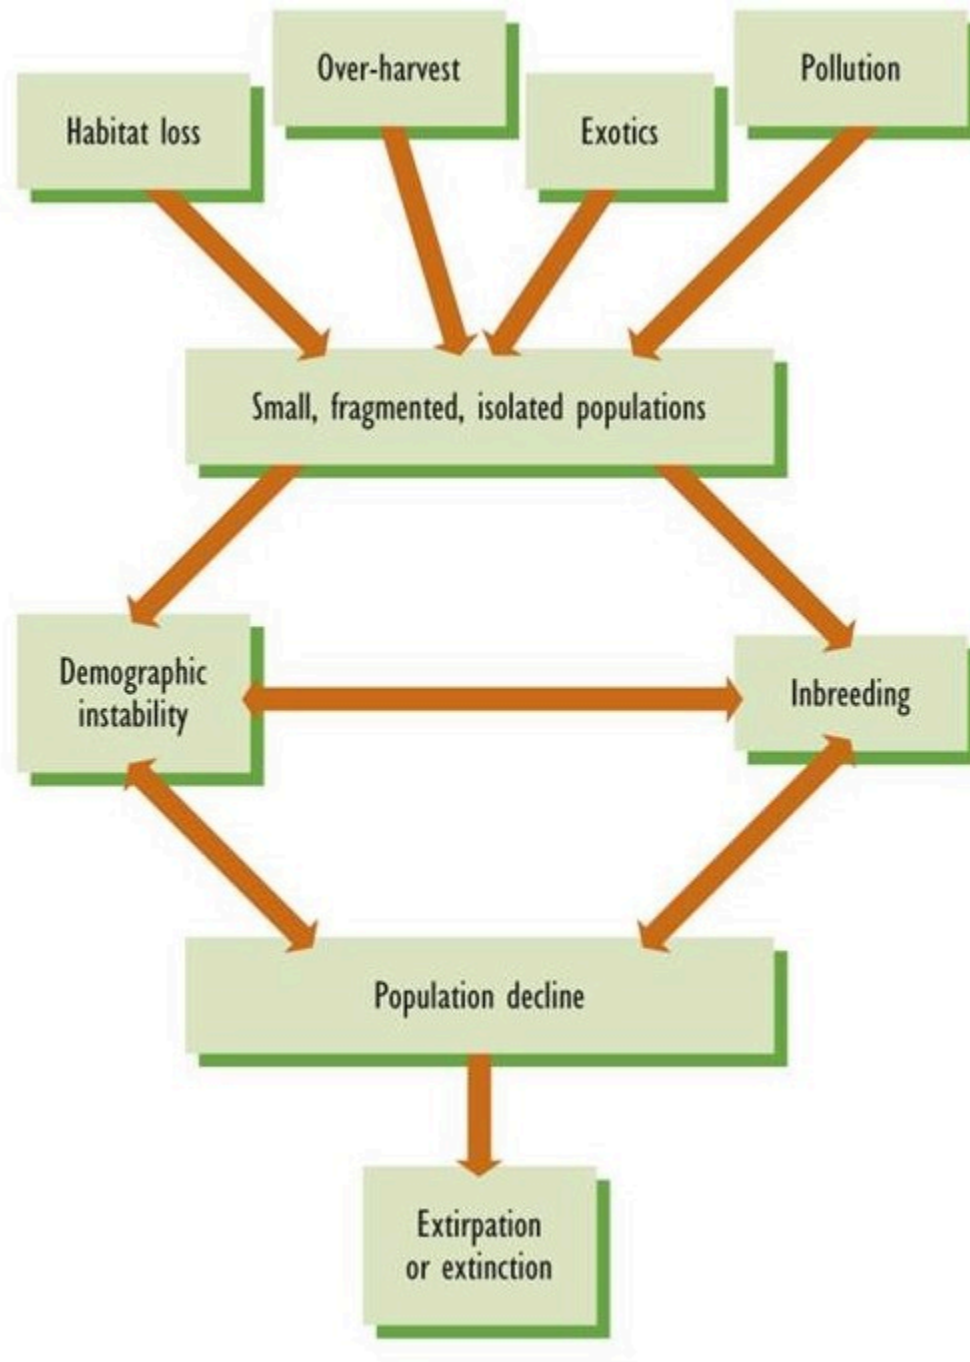 Over-harvest
Pollution
Habitat loss
Exotics
Small, fragmented, isolated populations
Demographic
instability
Inbreeding
Population decline
Extirpation
or extinction